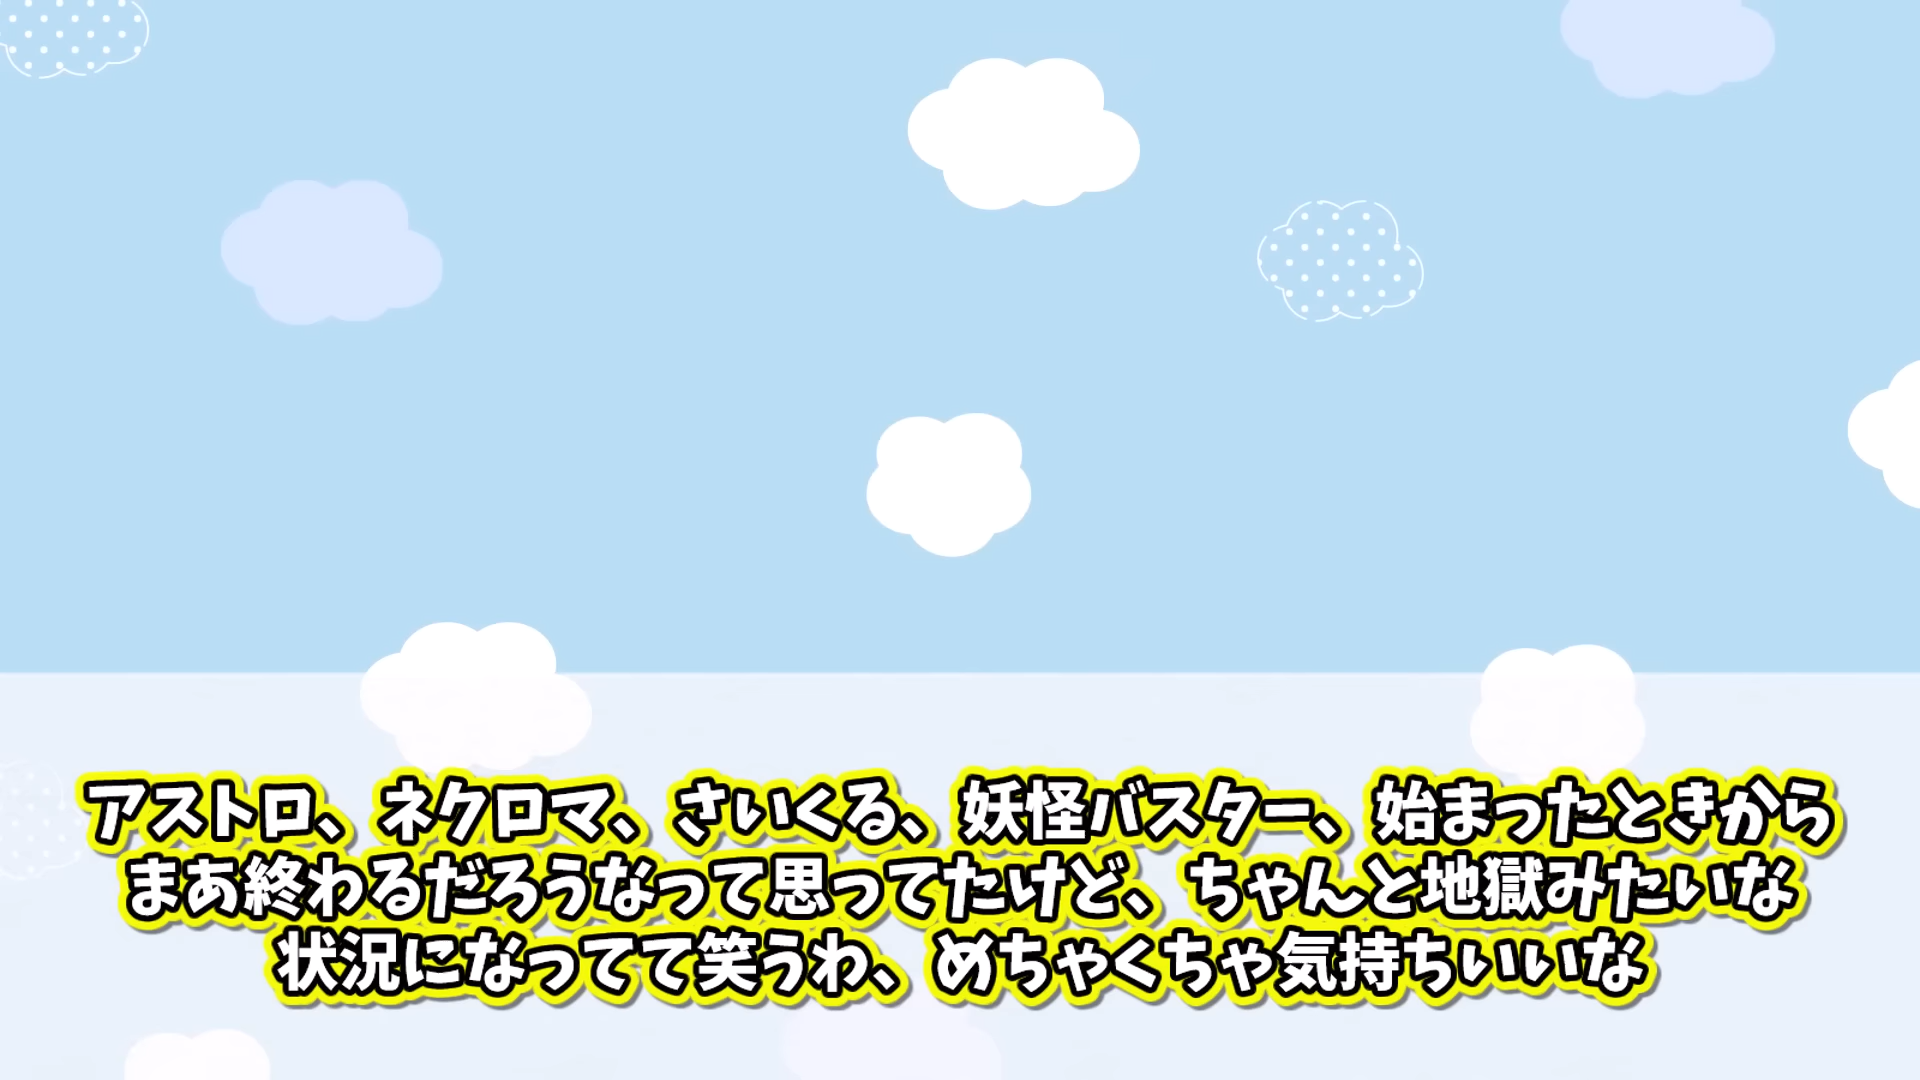 アストロ、ネクロマ、さいくる、妖怪バスター、始まったときから
まあ終わるだろうなって思ってたけど、ちゃんと地獄みたいな
状況になってて笑うわ、めちゃくちゃ気持ちいいな